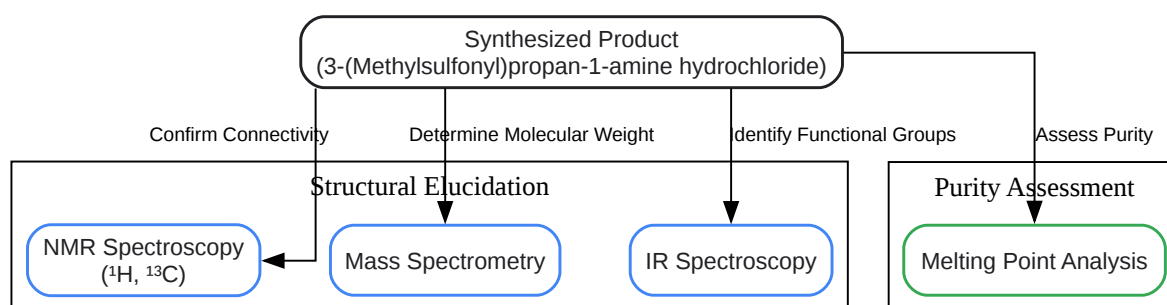 Synthesized Product
(3-(Methylsulfonyl)propan-1-amine hydrochloride)
Confirm Connectivity
Determine Molecular Weight
Identify Functional Groups
Assess Purity
Structural Elucidation
Purity Assessment
NMR Spectroscopy
(¹H, ¹³C)
Mass Spectrometry
IR Spectroscopy
Melting Point Analysis